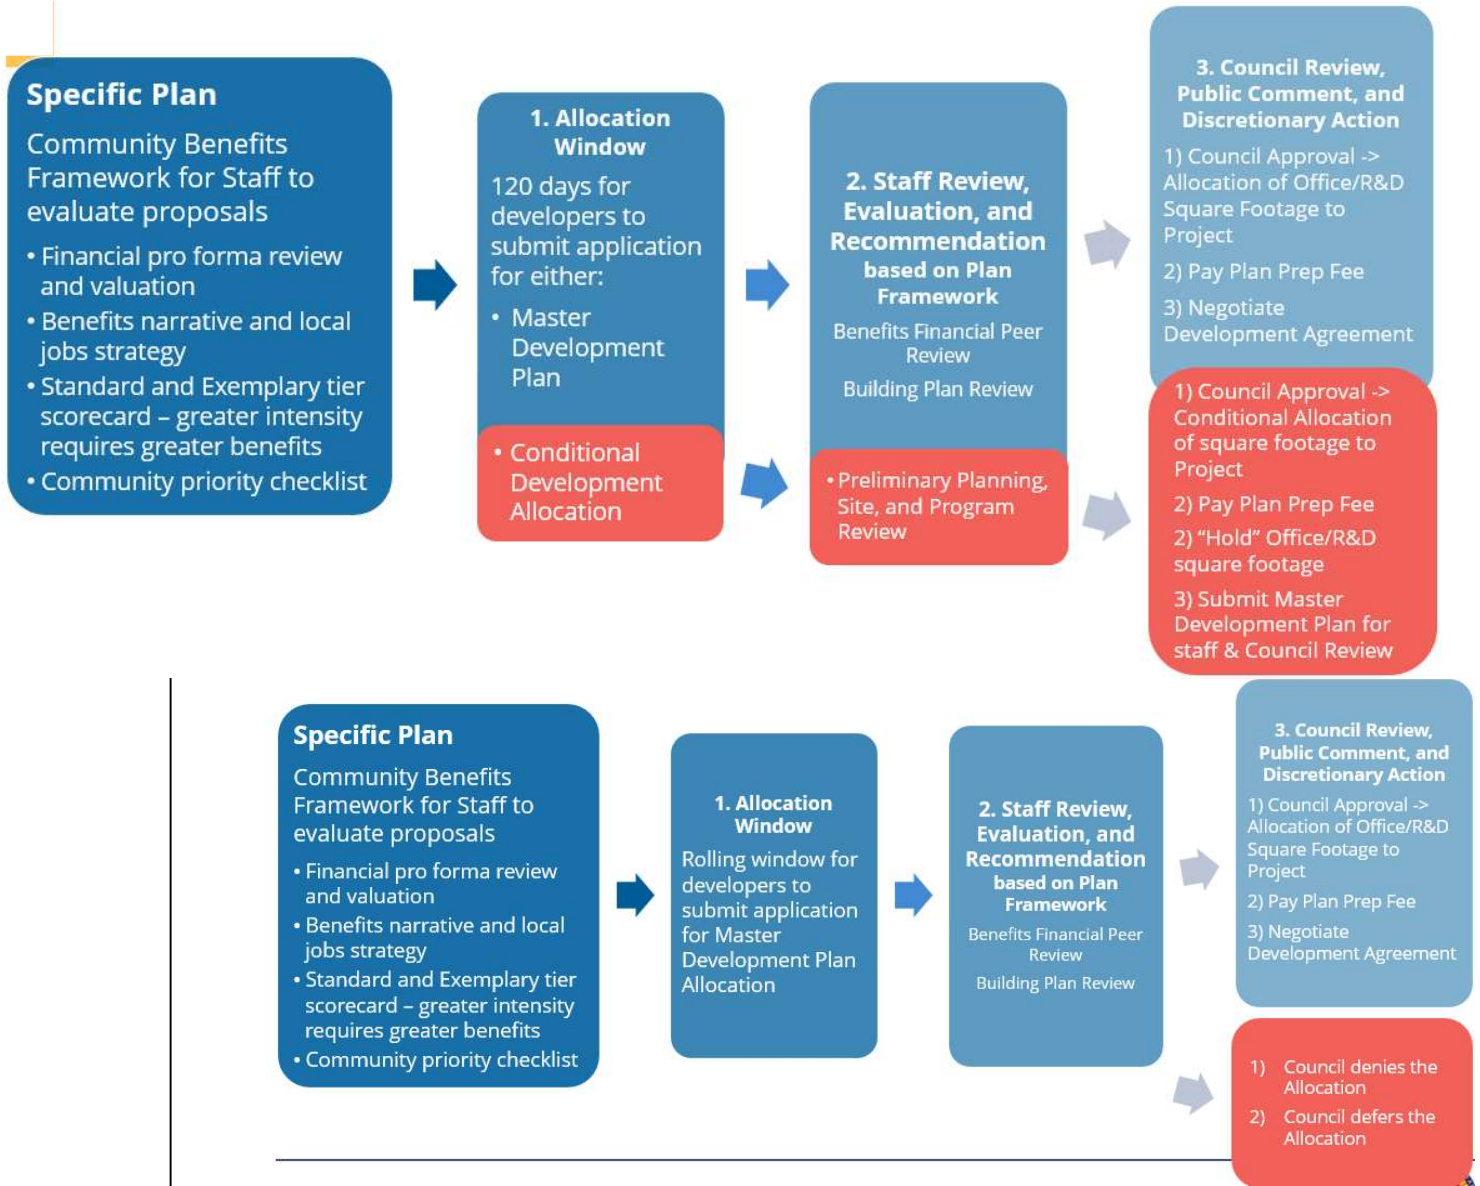 Specific Plan
Community Benefits
Framework for Staff to
evaluate proposals
• Financial pro forma review
and valuation
• Benefits narrative and local
jobs strategy
• Standard and Exemplary tier
scorecard – greater intensity
requires greater benefits
• Community priority checklist
1. Allocation
Window
120 days for
developers to
submit application
for either:
• Master
Development
Plan
• Conditional
Development
Allocation
2. Staff Review,
Evaluation, and
Recommendation
based on Plan
Framework
Benefits Financial Peer
Review
Building Plan Review
• Preliminary Planning,
Site, and Program
Review
3. Council Review,
Public Comment, and
Discretionary Action
1) Council Approval ->
Allocation of Office/R&D
Square Footage to
Project
2) Pay Plan Prep Fee
3) Negotiate
Development Agreement
1) Council Approval ->
Conditional Allocation
of square footage to
Project
2) Pay Plan Prep Fee
2) “Hold” Office/R&D
square footage
3) Submit Master
Development Plan for
staff & Council Review
Specific Plan
Community Benefits
Framework for Staff to
evaluate proposals
• Financial pro forma review
and valuation
• Benefits narrative and local
jobs strategy
• Standard and Exemplary tier
scorecard – greater intensity
requires greater benefits
• Community priority checklist
1. Allocation
Window
Rolling window for
developers to
submit application
for Master
Development Plan
Allocation
2. Staff Review,
Evaluation, and
Recommendation
based on Plan
Framework
Benefits Financial Peer
Review
Building Plan Review
3. Council Review,
Public Comment, and
Discretionary Action
1) Council Approval ->
Allocation of Office/R&D
Square Footage to
Project
2) Pay Plan Prep Fee
3) Negotiate
Development Agreement
1) Council denies the
Allocation
2) Council defers the
Allocation